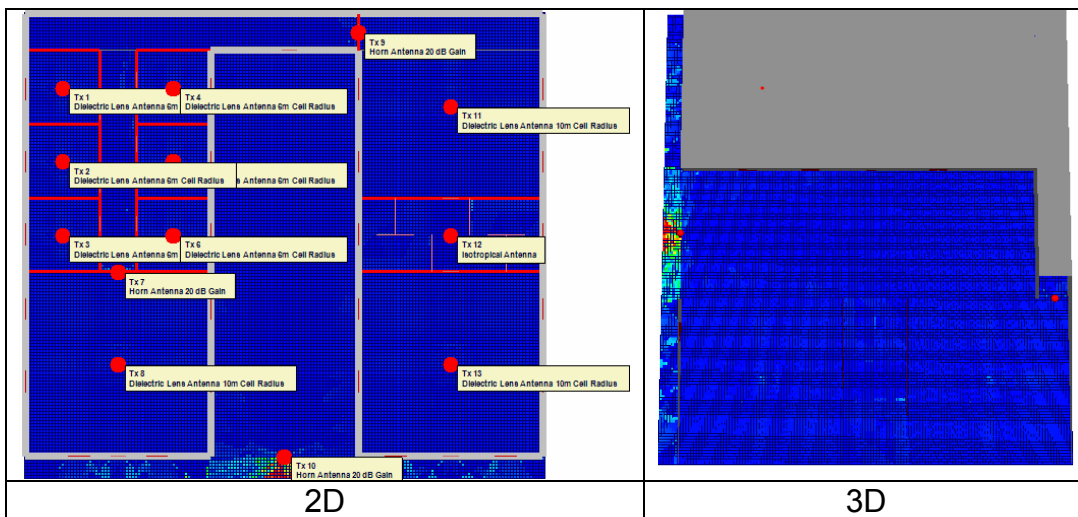 Tx 9
Horn Antenna 20 dB Gain
Tx 1
Dielectric Lens Antenna 6m
Tx 4
Dielectric Lens Antenna 6m Cell Radius
Tx 11
Dielectric Lens Antenna 10m Cell Radius
Tx 2
Dielectric Lens Antenna 6m Cell Radius
Antenna 6m Cell Radius
Tx 3
Dielectric Lens Antenna 6m
Tx 6
Dielectric Lens Antenna 6m Cell Radius
Tx 12
Isotropical Antenna
Tx 7
Horn Antenna 20 dB Gain
Tx 8
Dielectric Lens Antenna 10m Cell Radius
Tx 13
Dielectric Lens Antenna 10m Cell Radius
Tx 10
Horn Antenna 20 dB Gain
2D
3D